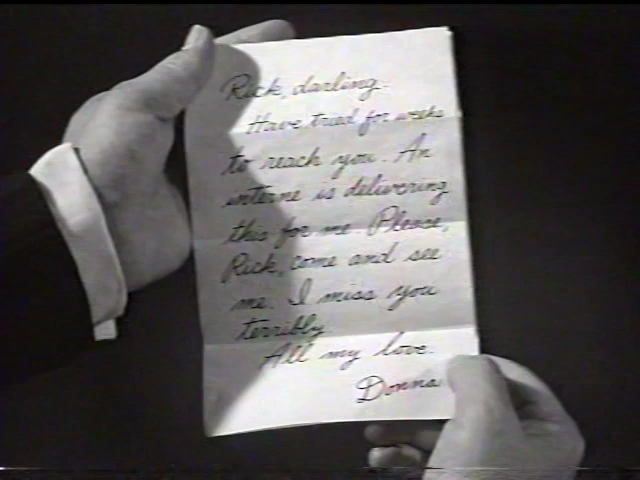 Rick, darling:
Have tried for weeks
to reach you. An
interne is delivering
this for me. Please,
Rick, come and see
me. I miss you
terribly
All my love
Donna